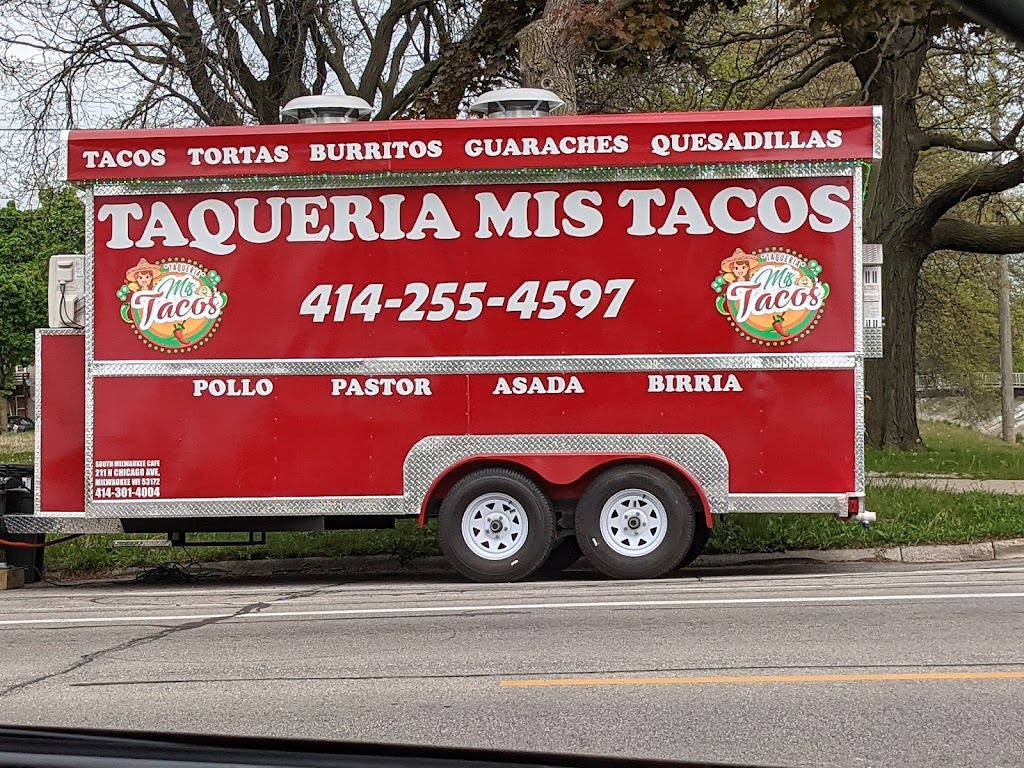 TACOS TORTAS BURRITOS GUARACHES QUESADILLAS
TAQUERIA MIS TACOS
TAQUERIA
Mis
Tacos
414-255-4597
TAQUERIA
Mis
Tacos
POLLO PASTOR ASADA BIRRIA
SOUTH MILWAUKEE CAFE
211 N CHICAGO AVE,
MILWAUKEE WI 53172
414-301-4004